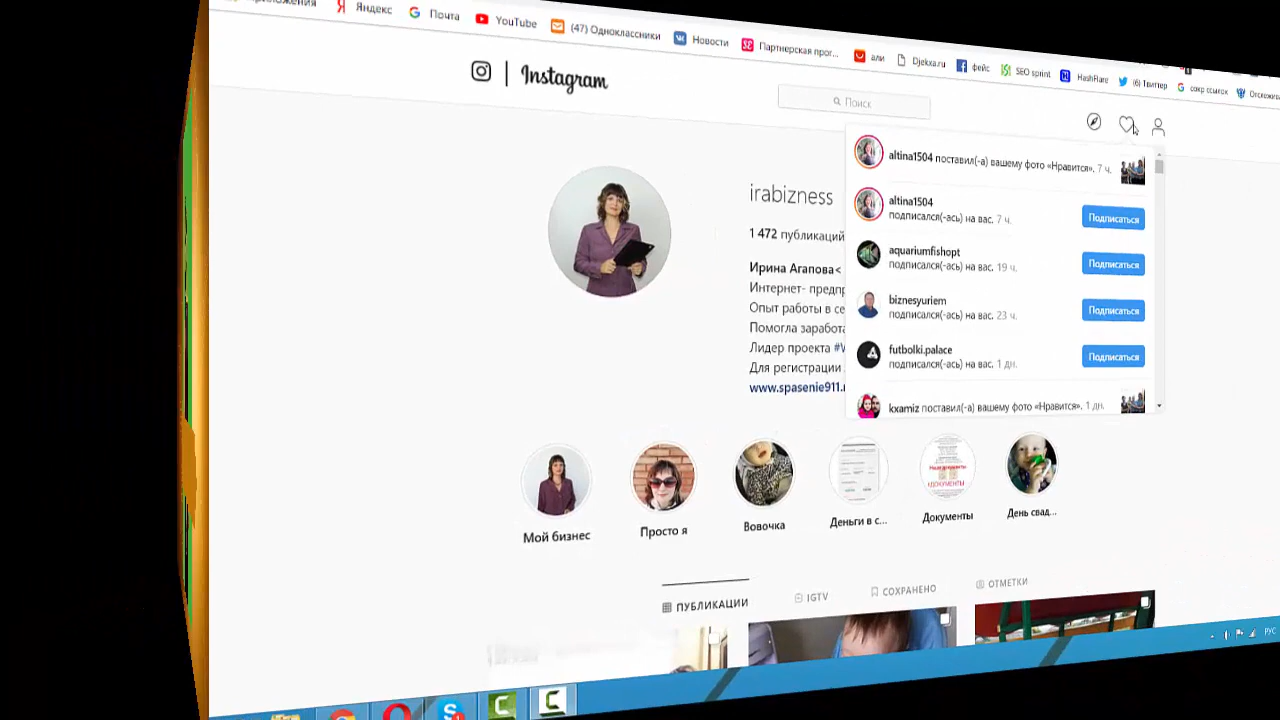 Яндекс
Почта
YouTube
(47) Одноклассники
Новости
Партнерская прог...
али
Djekxa.ru
фейс
SEO sprint
HashFlare
(6) Твиттер
сокр ссылок
Instagram
Поиск
irabizness
1 472 публикаций
Ирина Агапова<
Интернет- предпр
Опыт работы в се
Помогла заработа
Лидер проекта
Для регистрации
www.spasenie911.
altina1504 поставил(-а) вашему фото «Нравится». 7 ч.
altina1504
подписался(-ась) на вас. 7 ч.
Подписаться
aquariumfishopt
подписался(-ась) на вас. 19 ч.
Подписаться
biznesyuriem
подписался(-ась) на вас. 23 ч.
Подписаться
futbolki.palace
подписался(-ась) на вас. 1 дн.
Подписаться
kxamiz поставил(-а) вашему фото «Нравится». 1 дн.
Мой бизнес
Просто я
Вовочка
Деньги в с...
Документы
День свад...
ПУБЛИКАЦИИ
IGTV
СОХРАНЕНО
ОТМЕТКИ
РУС